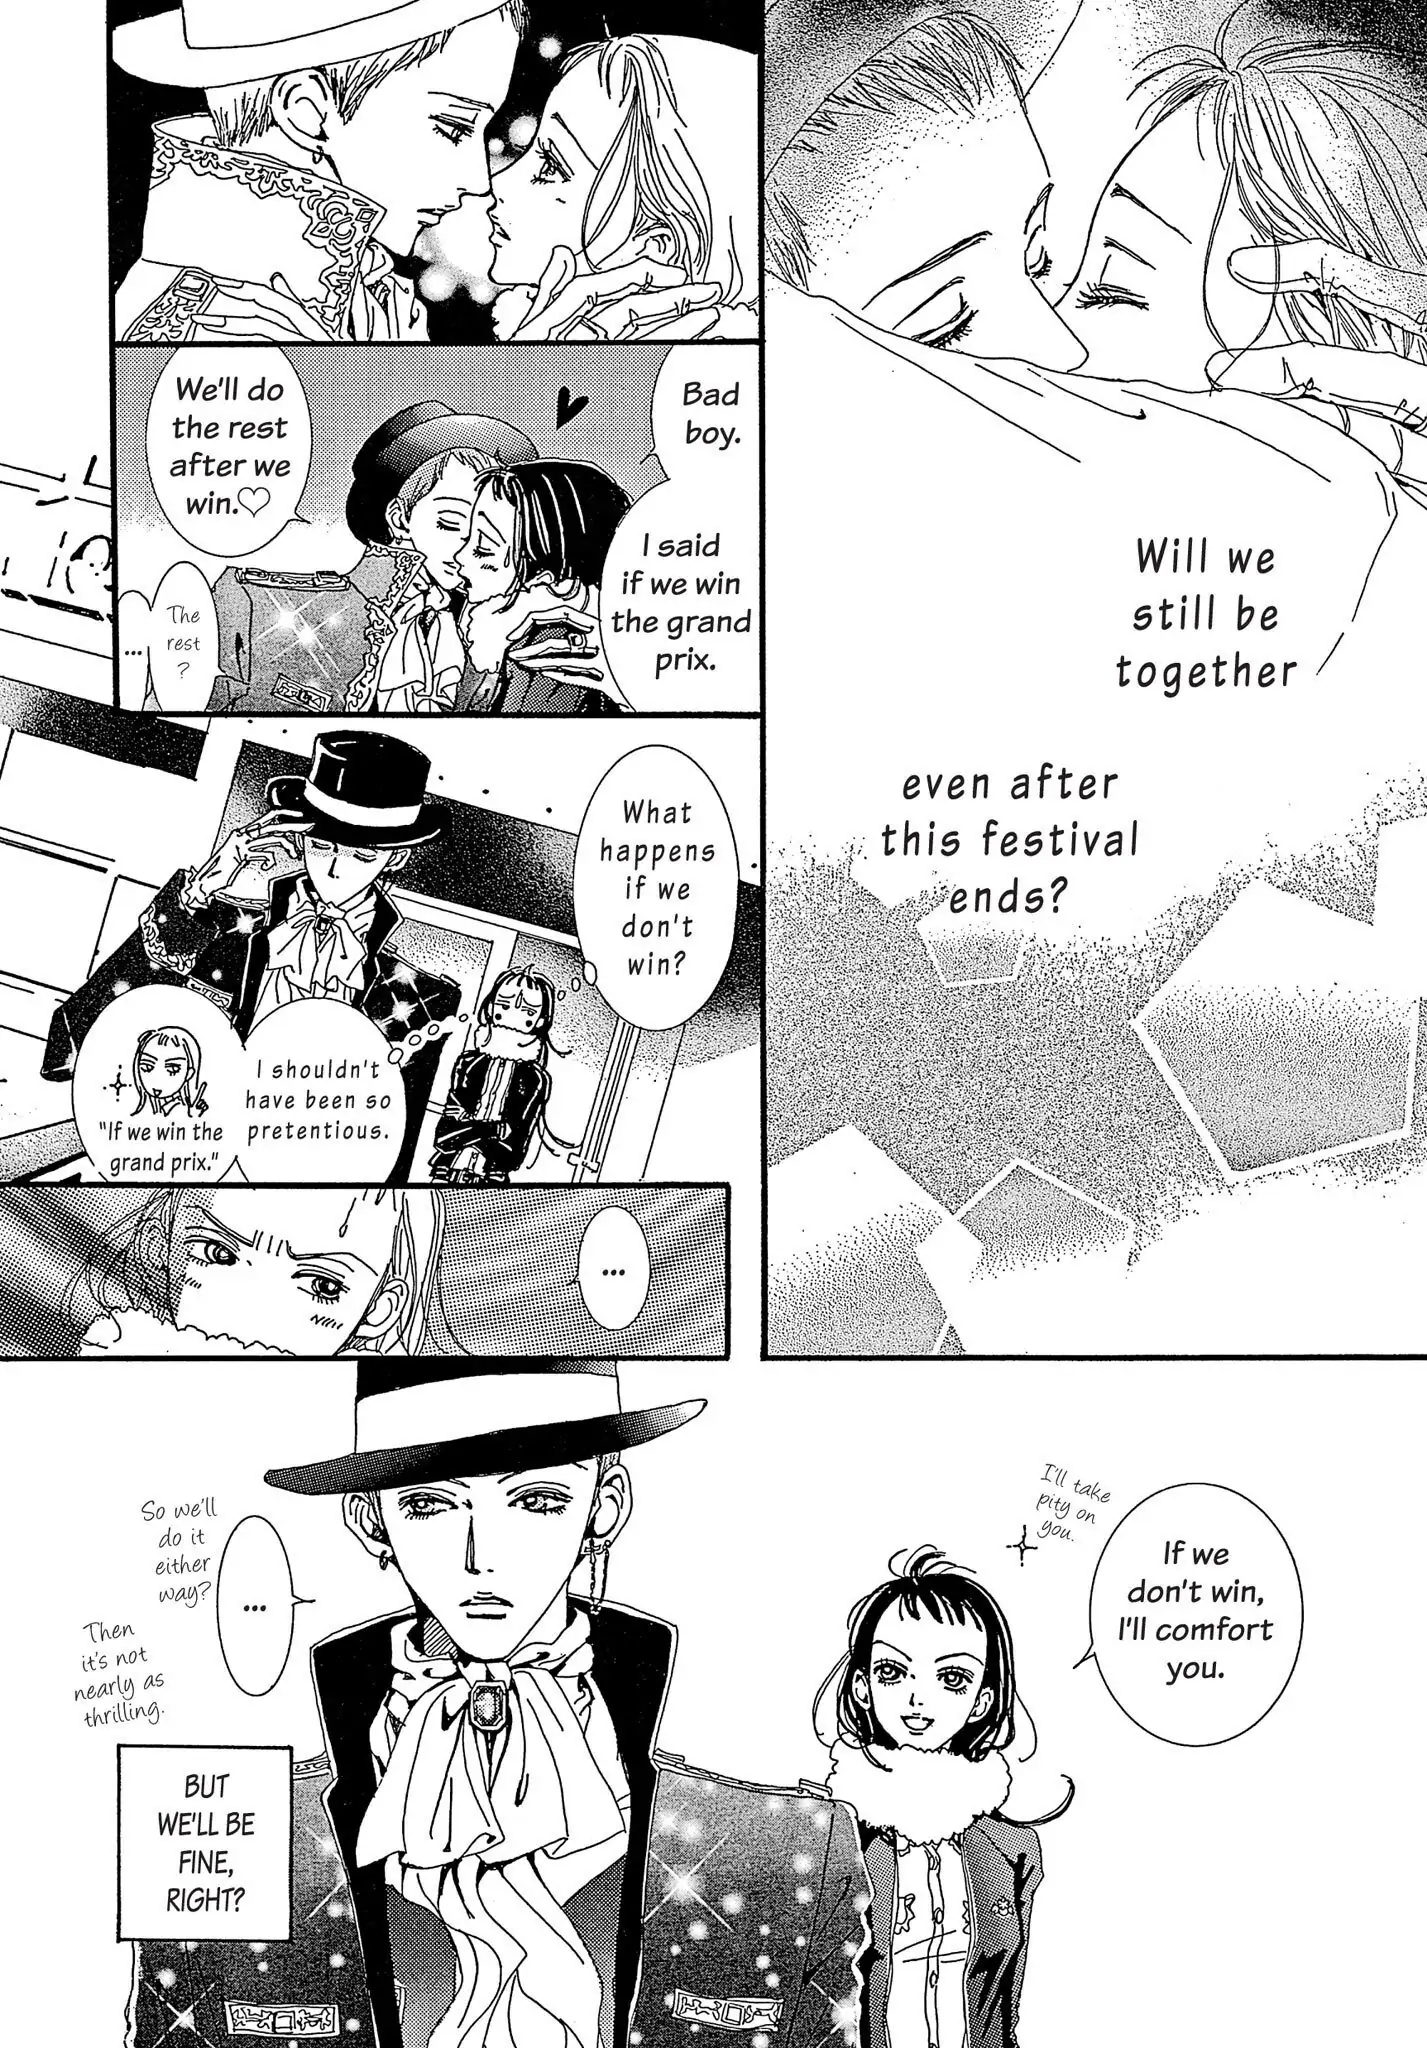 Will we
still be
together
even after
this festival
ends?
Bad
boy.
I said
if we win
the grand
prix.
We'll do
the rest
after we
win.♡
The
rest
?
...
What
happens
if we
don't
win?
I shouldn't
have been so
pretentious.
"If we win the
grand prix."
...
If we
don't win,
I'll comfort
you.
I'll take
pity on
you.
...
So we'll
do it
either
way?
Then
it's not
nearly as
thrilling.
BUT
WE'LL BE
FINE,
RIGHT?